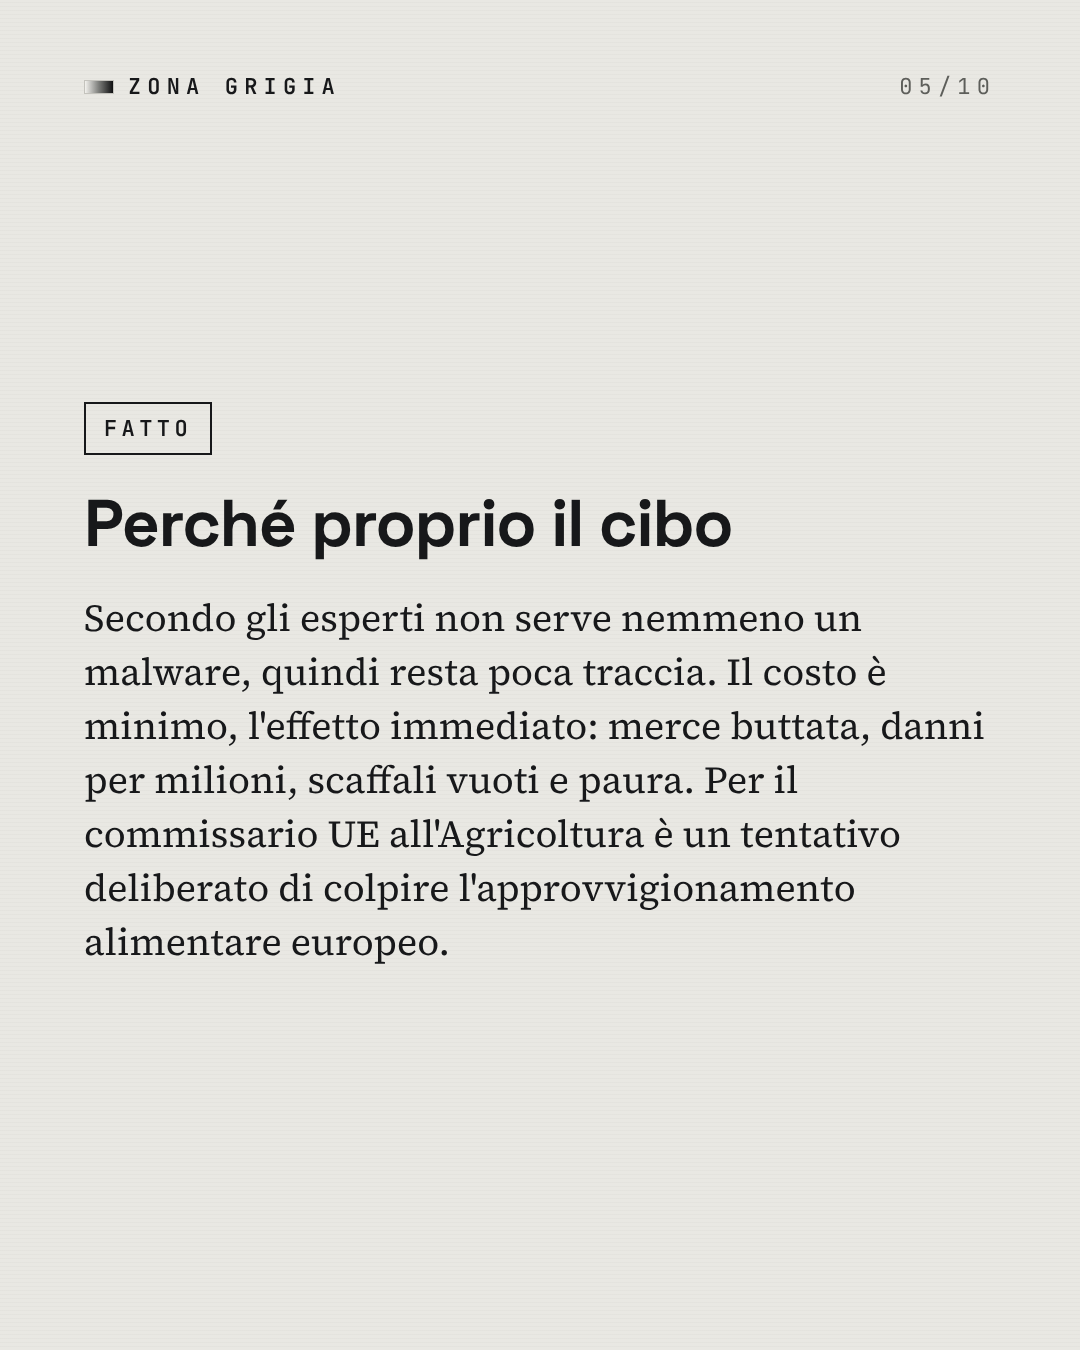 ZONA GRIGIA
05/10
FATTO
Perché proprio il cibo
Secondo gli esperti non serve nemmeno un
malware, quindi resta poca traccia. Il costo è
minimo, l'effetto immediato: merce buttata, danni
per milioni, scaffali vuoti e paura. Per il
commissario UE all'Agricoltura è un tentativo
deliberato di colpire l'approvvigionamento
alimentare europeo.